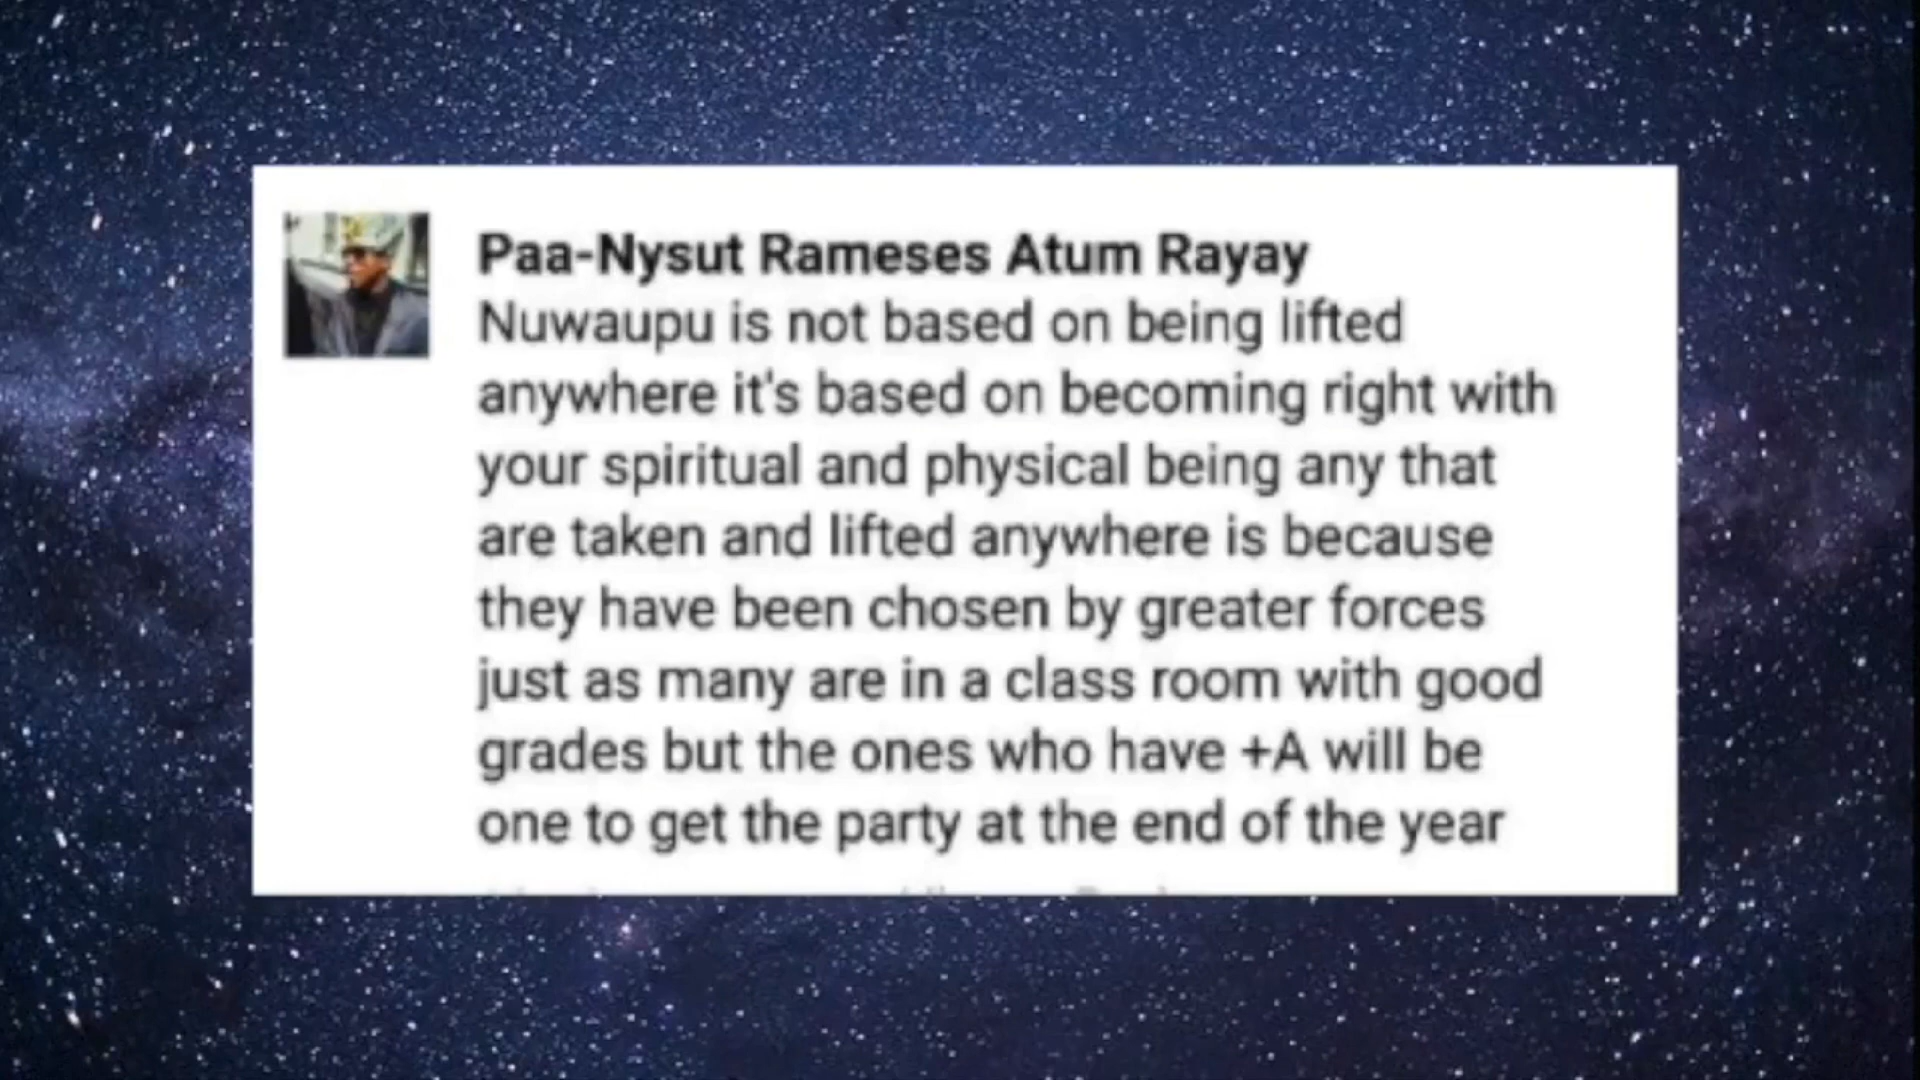 Paa-Nysut Rameses Atum Rayay
Nuwaupu is not based on being lifted
anywhere it's based on becoming right with
your spiritual and physical being any that
are taken and lifted anywhere is because
they have been chosen by greater forces
just as many are in a class room with good
grades but the ones who have +A will be
one to get the party at the end of the year